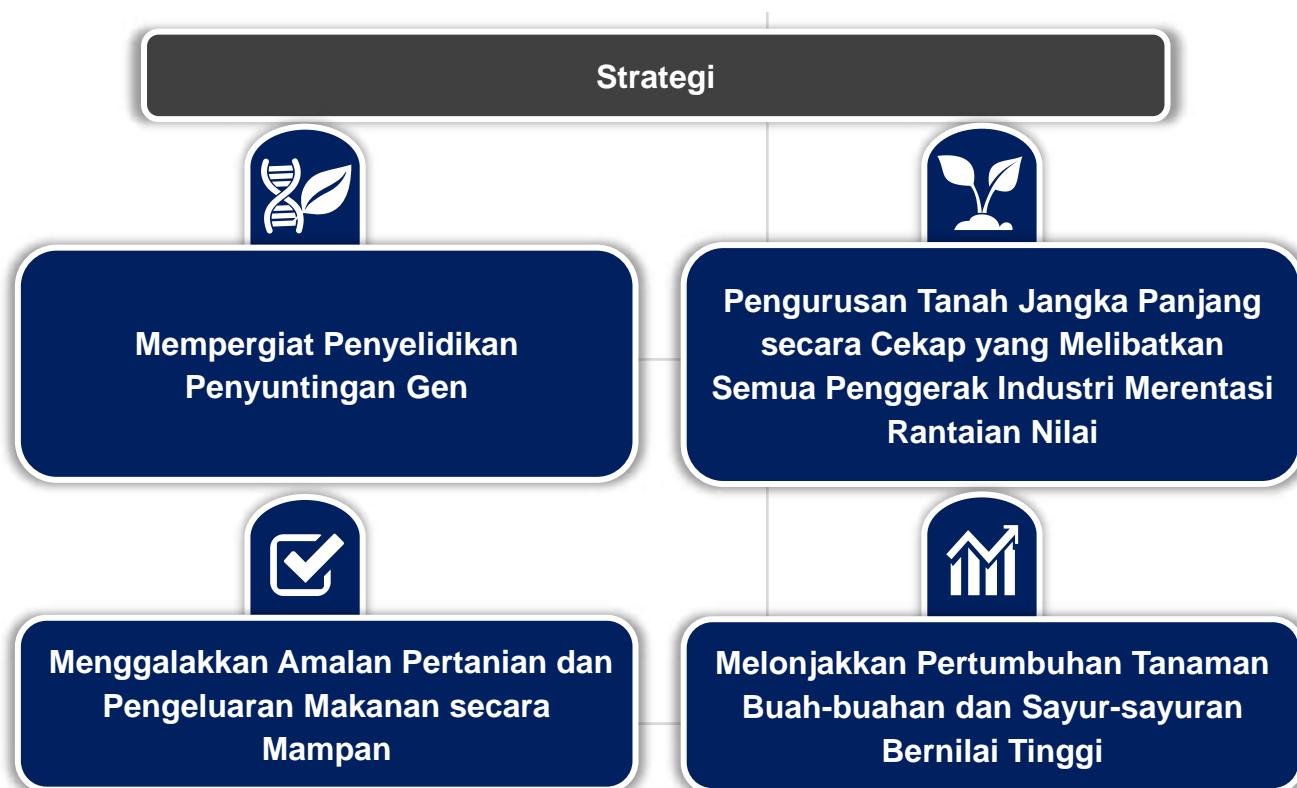 Strategi
Mempergiat Penyelidikan
Penyuntingan Gen
Pengurusan Tanah Jangka Panjang
secara Cekap yang Melibatkan
Semua Penggerak Industri Merentasi
Rantaian Nilai
Menggalakkan Amalan Pertanian dan
Pengeluaran Makanan secara
Mampan
Melonjakkan Pertumbuhan Tanaman
Buah-buahan dan Sayur-sayuran
Bernilai Tinggi